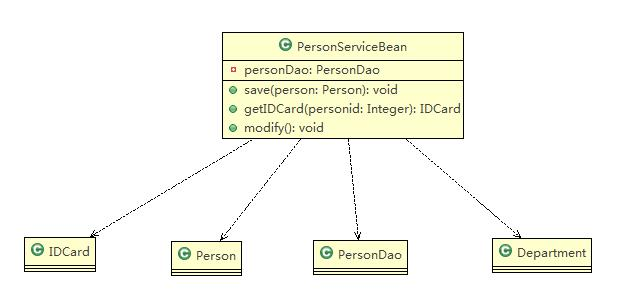 C PersonServiceBean
personDao: PersonDao
save(person: Person): void
getIDCard(personid: Integer): IDCard
modify(): void
C IDCard
C Person
C PersonDao
C Department